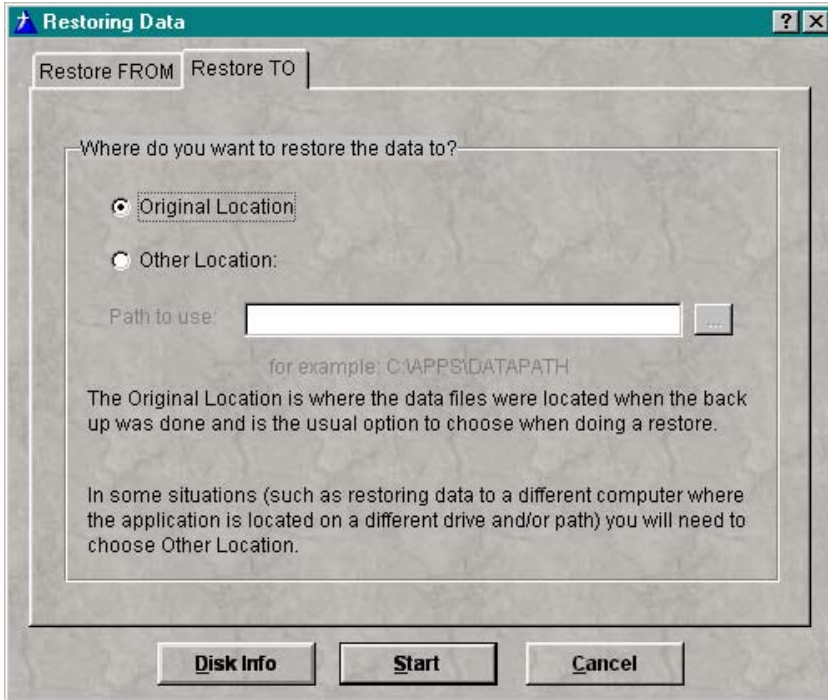 Restoring Data
Restore FROM
Restore TO
Where do you want to restore the data to?
Original Location
Other Location:
Path to use:
...
for example: C:\APPS\DATAPATH
The Original Location is where the data files were located when the back
up was done and is the usual option to choose when doing a restore.
In some situations (such as restoring data to a different computer where
the application is located on a different drive and/or path) you will need to
choose Other Location.
Disk Info
Start
Cancel